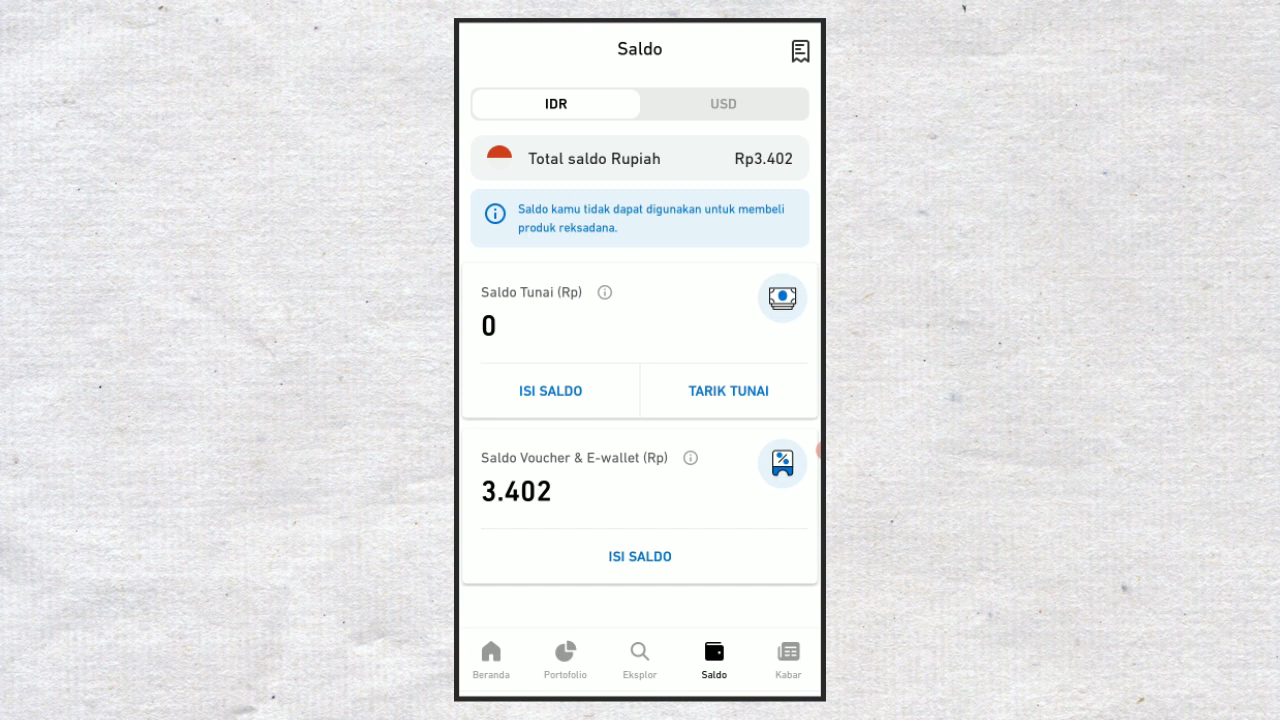 Saldo
IDR
USD
Total saldo Rupiah
Rp3.402
Saldo kamu tidak dapat digunakan untuk membeli
produk reksadana.
Saldo Tunai (Rp)
0
ISI SALDO
TARIK TUNAI
Saldo Voucher & E-wallet (Rp)
3.402
ISI SALDO
Beranda
Portofolio
Eksplor
Saldo
Kabar